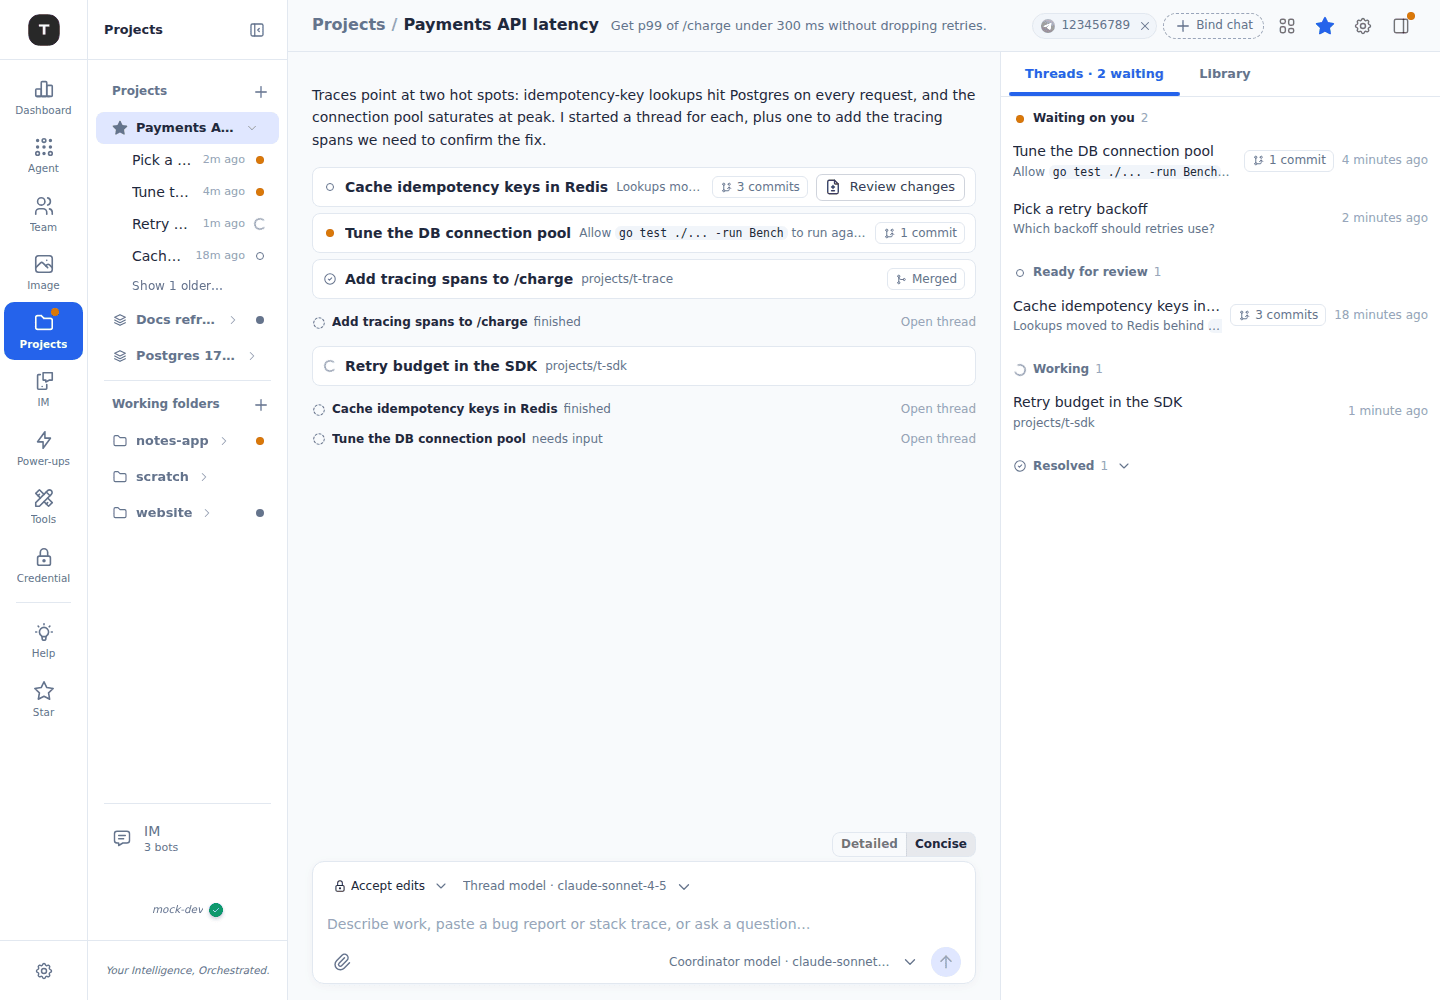 T
Projects
Dashboard
Agent
Team
Image
Projects
IM
Power-ups
Tools
Credential
Help
Star
Projects
Payments A...
Pick a ... 2m ago
Tune t... 4m ago
Retry ... 1m ago
Cach... 18m ago
Show 1 older...
Docs refr...
Postgres 17...
Working folders
notes-app
scratch
website
IM
3 bots
mock-dev
Your Intelligence, Orchestrated.
Projects / Payments API latency Get p99 of /charge under 300 ms without dropping retries.
123456789
Bind chat
Traces point at two hot spots: idempotency-key lookups hit Postgres on every request, and the
connection pool saturates at peak. I started a thread for each, plus one to add the tracing
spans we need to confirm the fix.
Cache idempotency keys in Redis Lookups mo... 3 commits Review changes
Tune the DB connection pool Allow go test ./... -run Bench to run aga... 1 commit
Add tracing spans to /charge projects/t-trace Merged
Add tracing spans to /charge finished Open thread
Retry budget in the SDK projects/t-sdk
Cache idempotency keys in Redis finished Open thread
Tune the DB connection pool needs input Open thread
Detailed Concise
Accept edits Thread model · claude-sonnet-4-5
Describe work, paste a bug report or stack trace, or ask a question...
Coordinator model · claude-sonnet...
Threads · 2 waiting Library
Waiting on you 2
Tune the DB connection pool
Allow go test ./... -run Bench... 1 commit 4 minutes ago
Pick a retry backoff
Which backoff should retries use? 2 minutes ago
Ready for review 1
Cache idempotency keys in...
Lookups moved to Redis behind ... 3 commits 18 minutes ago
Working 1
Retry budget in the SDK
projects/t-sdk 1 minute ago
Resolved 1